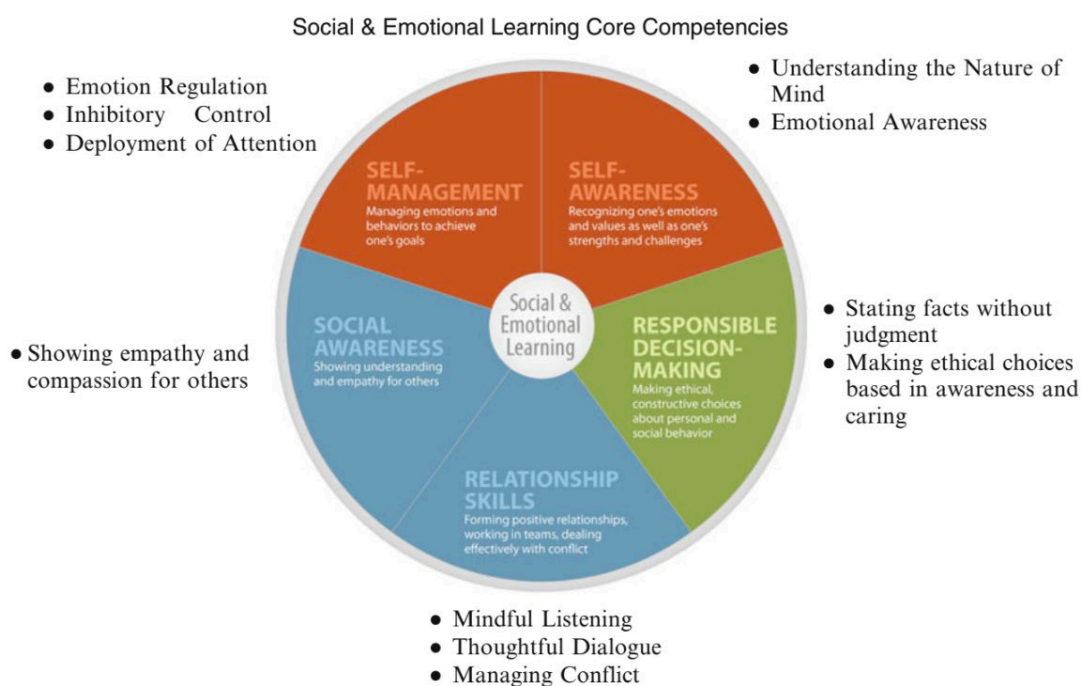 Social & Emotional Learning Core Competencies
● Emotion Regulation
● Inhibitory Control
● Deployment of Attention
● Understanding the Nature of
Mind
● Emotional Awareness
SELF-
MANAGEMENT
Managing emotions and
behaviors to achieve
one's goals
SELF-
AWARENESS
Recognizing one's emotions
and values as well as one's
strengths and challenges
● Showing empathy and
compassion for others
SOCIAL
AWARENESS
Showing understanding
and empathy for others
Social &
Emotional
Learning
RESPONSIBLE
DECISION-
MAKING
Making ethical,
constructive choices
about personal and
social behavior
● Stating facts without
judgment
● Making ethical choices
based in awareness and
caring
RELATIONSHIP
SKILLS
Forming positive relationships,
working in teams, dealing
effectively with conflict
● Mindful Listening
● Thoughtful Dialogue
● Managing Conflict